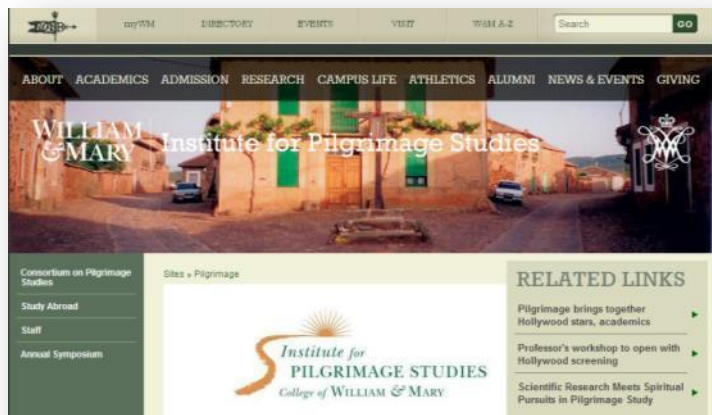 myWM DIRECTORY EVENTS VISIT W&M A-Z Search GO
ABOUT ACADEMICS ADMISSION RESEARCH CAMPUS LIFE ATHLETICS ALUMNI NEWS & EVENTS GIVING
WILLIAM
& MARY
Institute for Pilgrimage Studies
Consortium on Pilgrimage
Studies
Study Abroad
Staff
Annual Symposium
Sites » Pilgrimage
Institute for
PILGRIMAGE STUDIES
College of WILLIAM & MARY
RELATED LINKS
Pilgrimage brings together
Hollywood stars, academics
Professor's workshop to open with
Hollywood screening
Scientific Research Meets Spiritual
Pursuits in Pilgrimage Study